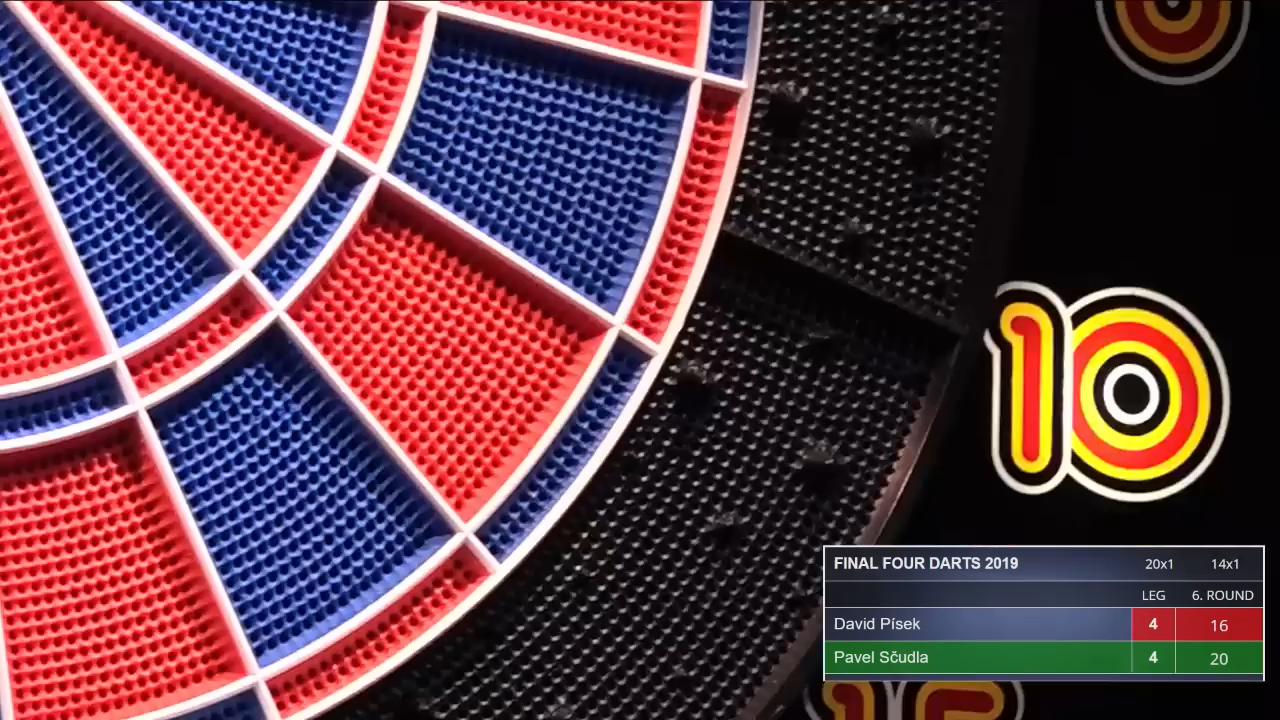 10
FINAL FOUR DARTS 2019 20x1 14x1
LEG 6. ROUND
David Písek 4 16
Pavel Sčudla 4 20